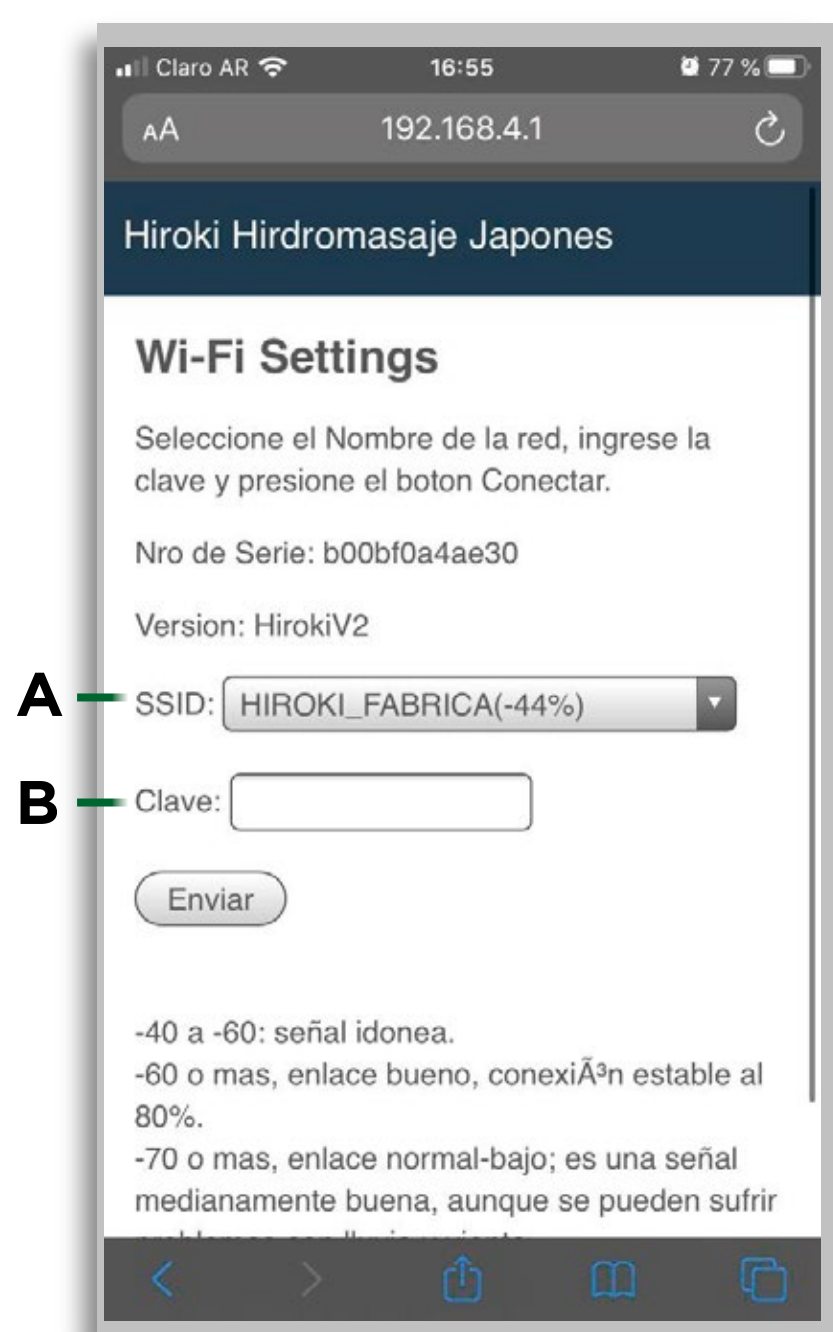 Claro AR 16:55 77 %
AA 192.168.4.1
Hiroki Hirdromasaje Japones
Wi-Fi Settings
Seleccione el Nombre de la red, ingrese la
clave y presione el boton Conectar.
Nro de Serie: b00bf0a4ae30
Version: HirokiV2
A SSID: HIROKI_FABRICA(-44%)
B Clave:
Enviar
-40 a -60: señal idonea.
-60 o mas, enlace bueno, conexiÃ³n estable al
80%.
-70 o mas, enlace normal-bajo; es una señal
medianamente buena, aunque se pueden sufrir